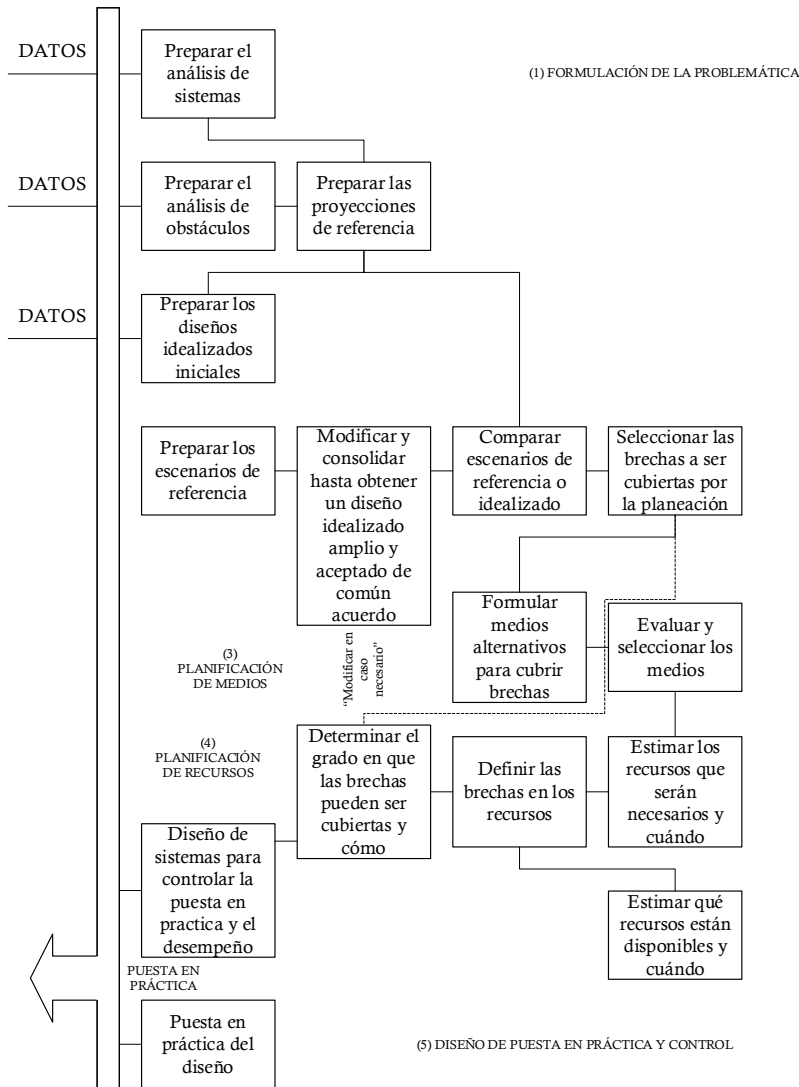 DATOS
Preparar el
análisis de
sistemas
(1) FORMULACIÓN DE LA PROBLEMÁTICA
DATOS
Preparar el
análisis de
obstáculos
Preparar las
proyecciones
de referencia
DATOS
Preparar los
diseños
idealizados
iniciales
Preparar los
escenarios de
referencia
Modificar y
consolidar
hasta obtener
un diseño
idealizado
amplio y
aceptado de
común
acuerdo
Comparar
escenarios de
referencia o
idealizado
Seleccionar las
brechas a ser
cubiertas por
la planeación
Formular
medios
alternativos
para cubrir
brechas
Evaluar y
seleccionar los
medios
(3)
PLANIFICACIÓN
DE MEDIOS
“Modificar en
caso
necesario”
(4)
PLANIFICACIÓN
DE RECURSOS
Determinar el
grado en que
las brechas
pueden ser
cubiertas y
cómo
Definir las
brechas en los
recursos
Estimar los
recursos que
serán
necesarios y
cuándo
Diseño de
sistemas para
controlar la
puesta en
practica y el
desempeño
Estimar qué
recursos están
disponibles y
cuándo
PUESTA EN
PRÁCTICA
Puesta en
práctica del
diseño
(5) DISEÑO DE PUESTA EN PRÁCTICA Y CONTROL